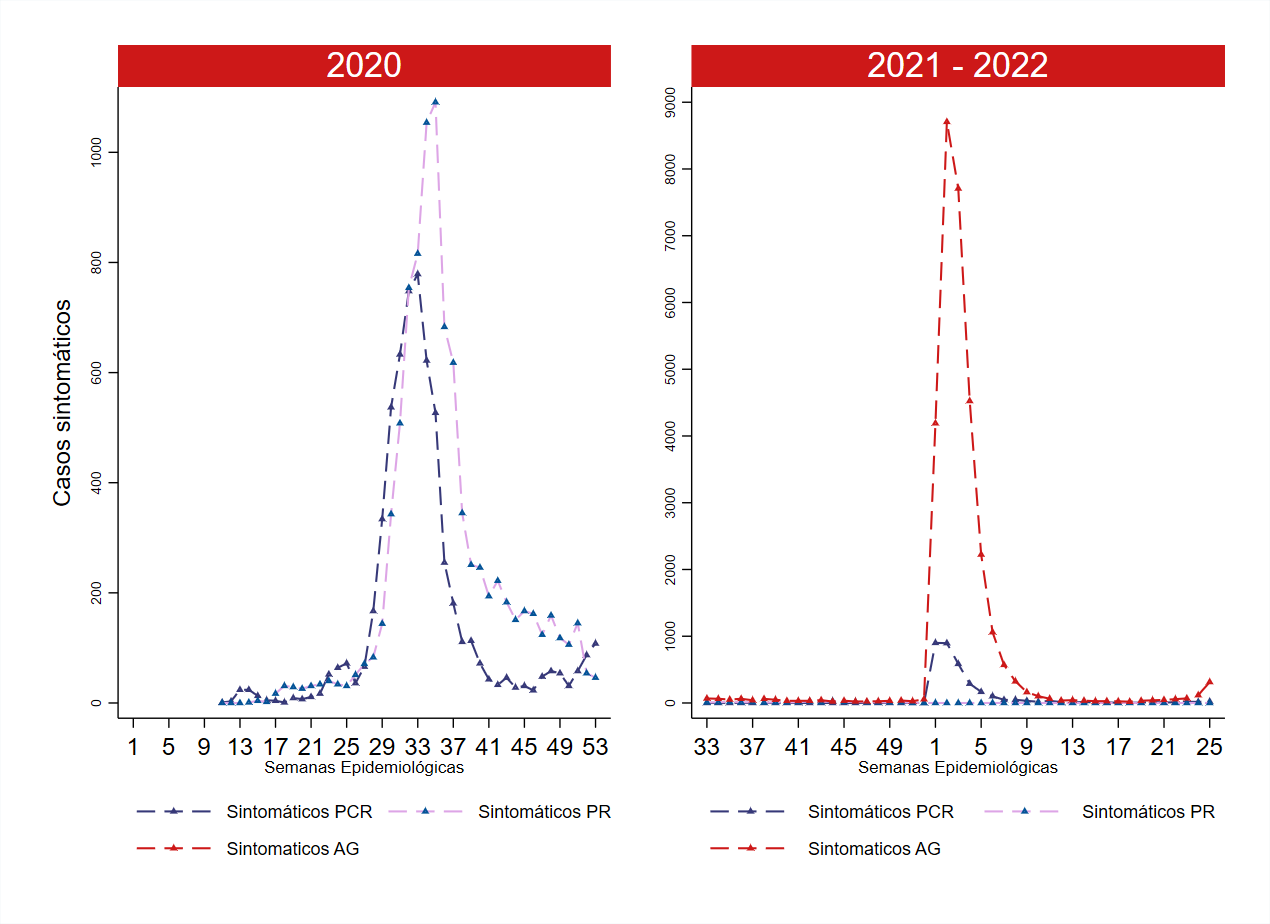 2020
2021 - 2022
Casos sintomáticos
0
200
400
600
800
1000
0
1000
2000
3000
4000
5000
6000
7000
8000
9000
1 5 9 13 17 21 25 29 33 37 41 45 49 53
33 37 41 45 49 1 5 9 13 17 21 25
Semanas Epidemiológicas
Semanas Epidemiológicas
Sintomáticos PCR Sintomáticos PR
Sintomaticos AG
Sintomáticos PCR Sintomáticos PR
Sintomaticos AG